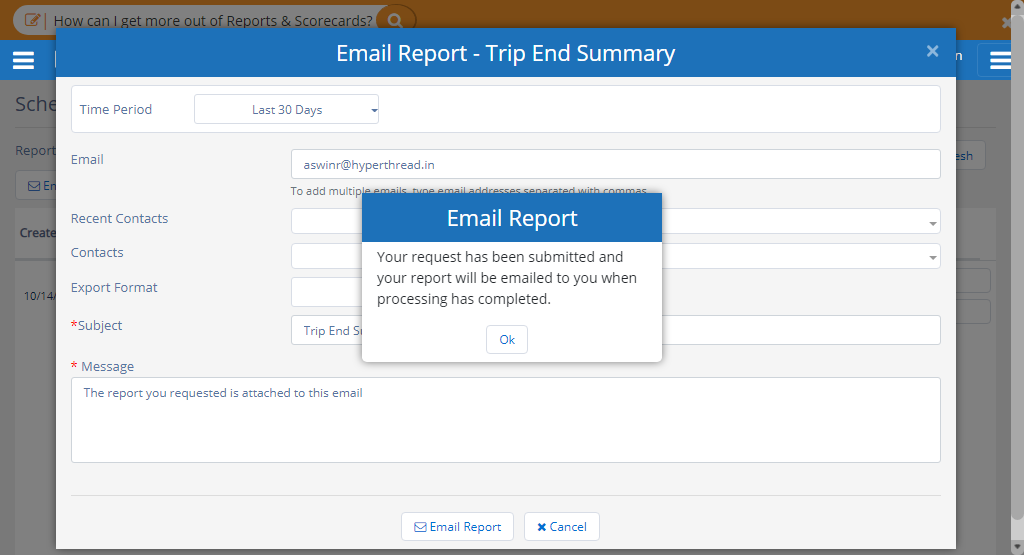 How can I get more out of Reports & Scorecards?
Email Report - Trip End Summary
Time Period
Last 30 Days
Email
aswinr@hyperthread.in
To add multiple emails, type email addresses separated with commas
Recent Contacts
Contacts
Export Format
*Subject
Trip End
* Message
The report you requested is attached to this email
Email Report
Your request has been submitted and
your report will be emailed to you when
processing has completed.
Ok
Email Report
Cancel
Report
10/14/